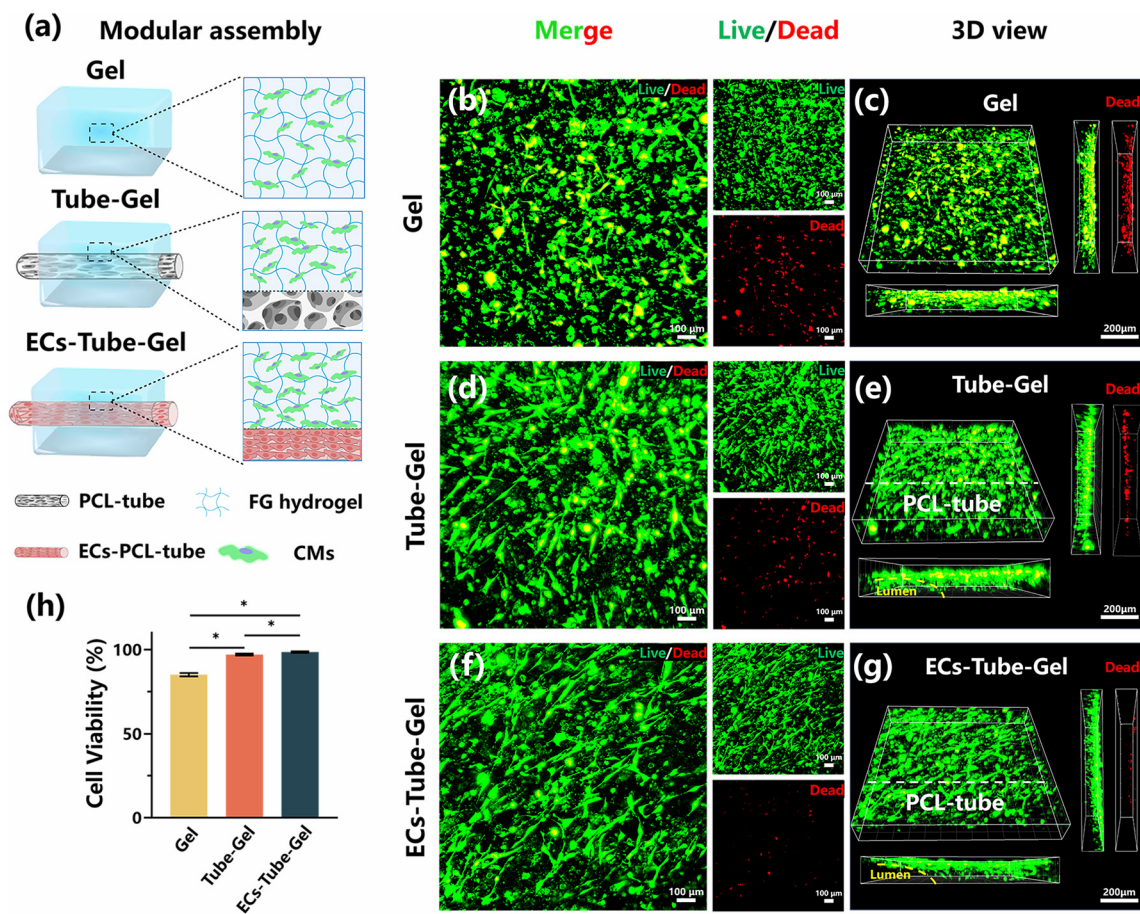 (a) Modular assembly
Gel
Tube-Gel
ECs-Tube-Gel
PCL-tube
FG hydrogel
ECs-PCL-tube
CMs
(h)
Cell Viability (%)
100
50
0
*
*
*
Gel
Tube-Gel
ECs-Tube-Gel
Merge
Live/Dead
3D view
Gel
(b)
Live/Dead
100 μm
Live
100 μm
Dead
100 μm
(c)
Gel
Dead
200μm
Tube-Gel
(d)
Live/Dead
100 μm
Live
100 μm
Dead
100 μm
(e)
Tube-Gel
Dead
PCL-tube
Lumen
200μm
ECs-Tube-Gel
(f)
Live/Dead
100 μm
Live
100 μm
Dead
100 μm
(g)
ECs-Tube-Gel
Dead
PCL-tube
Lumen
200μm